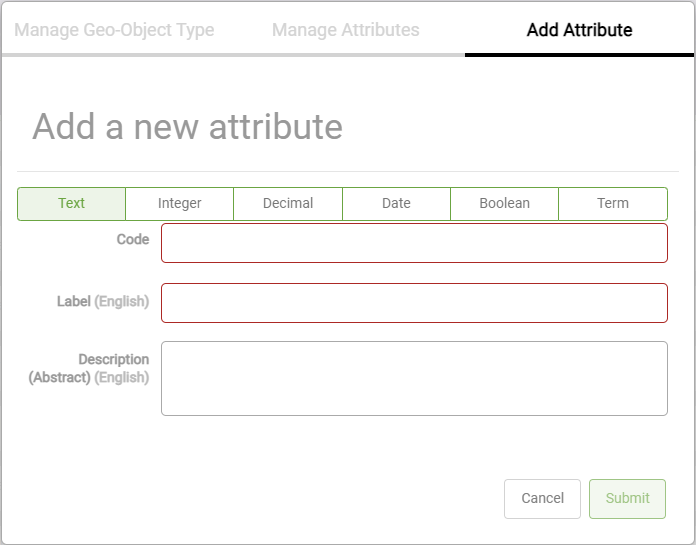 Manage Geo-Object Type Manage Attributes Add Attribute
Add a new attribute
Text Integer Decimal Date Boolean Term
Code
Label (English)
Description
(Abstract) (English)
Cancel Submit